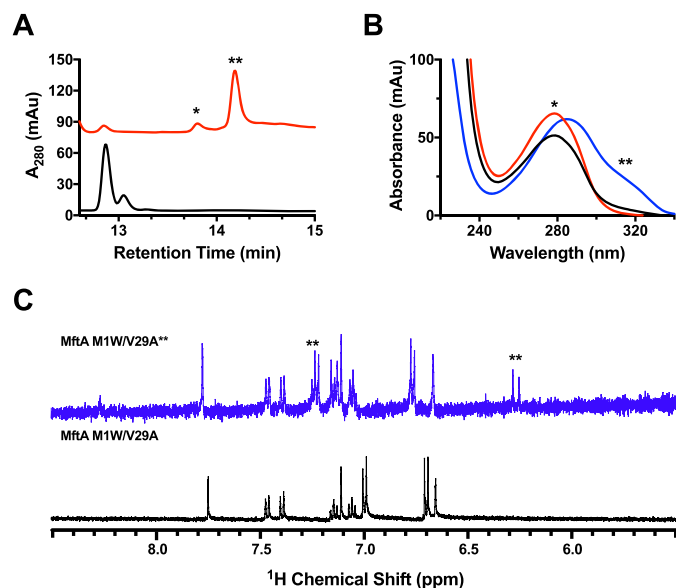 A
B
150
120
90
60
30
0
A280 (mAu)
*
**
13
14
15
Retention Time (min)
100
50
0
Absorbance (mAu)
*
**
240
280
320
Wavelength (nm)
C
MftA M1W/V29A**
**
**
MftA M1W/V29A
8.0
7.5
7.0
6.5
6.0
1H Chemical Shift (ppm)